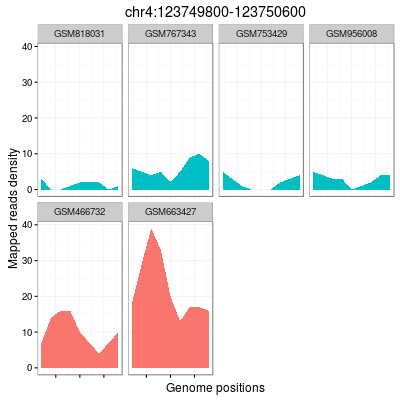 chr4:123749800-123750600
GSM818031 GSM767343 GSM753429 GSM956008
40
30
20
10
0
Mapped reads density
GSM466732 GSM663427
40
30
20
10
0
Genome positions